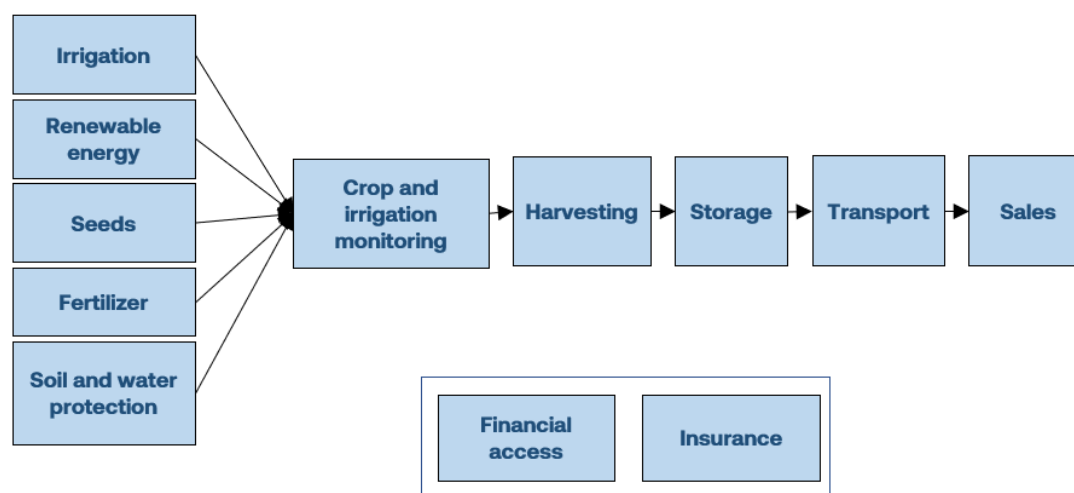 Irrigation
Renewable
energy
Seeds
Fertilizer
Soil and water
protection
Crop and
irrigation
monitoring
Harvesting
Storage
Transport
Sales
Financial
access
Insurance